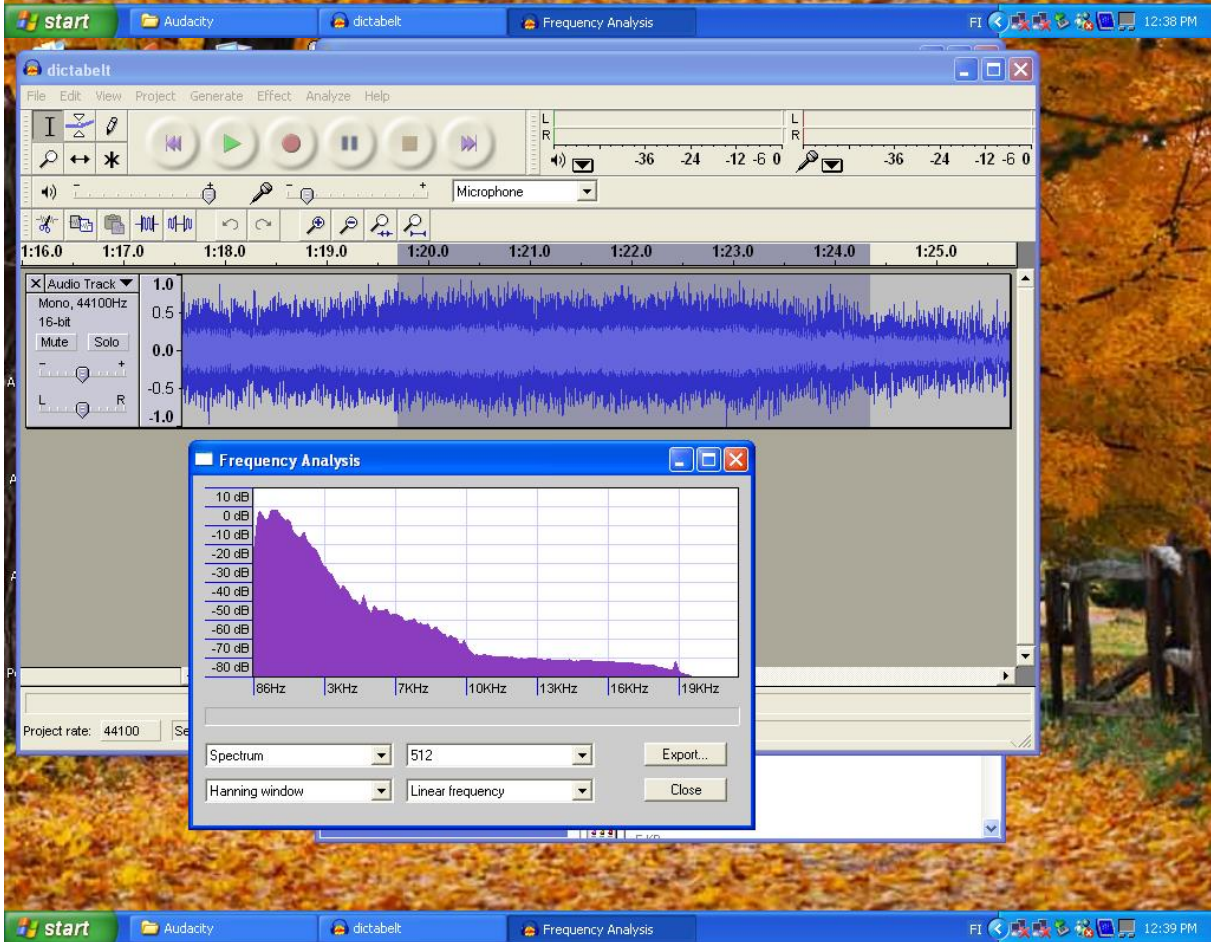 start Audacity dictabelt Frequency Analysis FI 12:38 PM
dictabelt
File Edit View Project Generate Effect Analyze Help
L
R
-36 -24 -12 -6 0
L
R
-36 -24 -12 -6 0
- + - + Microphone
1:16.0 1:17.0 1:18.0 1:19.0 1:20.0 1:21.0 1:22.0 1:23.0 1:24.0 1:25.0
X Audio Track
Mono, 44100Hz
16-bit
Mute Solo
- +
L R
1.0
0.5
0.0
-0.5
-1.0
Frequency Analysis
10 dB
0 dB
-10 dB
-20 dB
-30 dB
-40 dB
-50 dB
-60 dB
-70 dB
-80 dB
86Hz 3KHz 7KHz 10KHz 13KHz 16KHz 19KHz
Project rate: 44100 Se
Spectrum 512 Export...
Hanning window Linear frequency Close
start Audacity dictabelt Frequency Analysis FI 12:39 PM